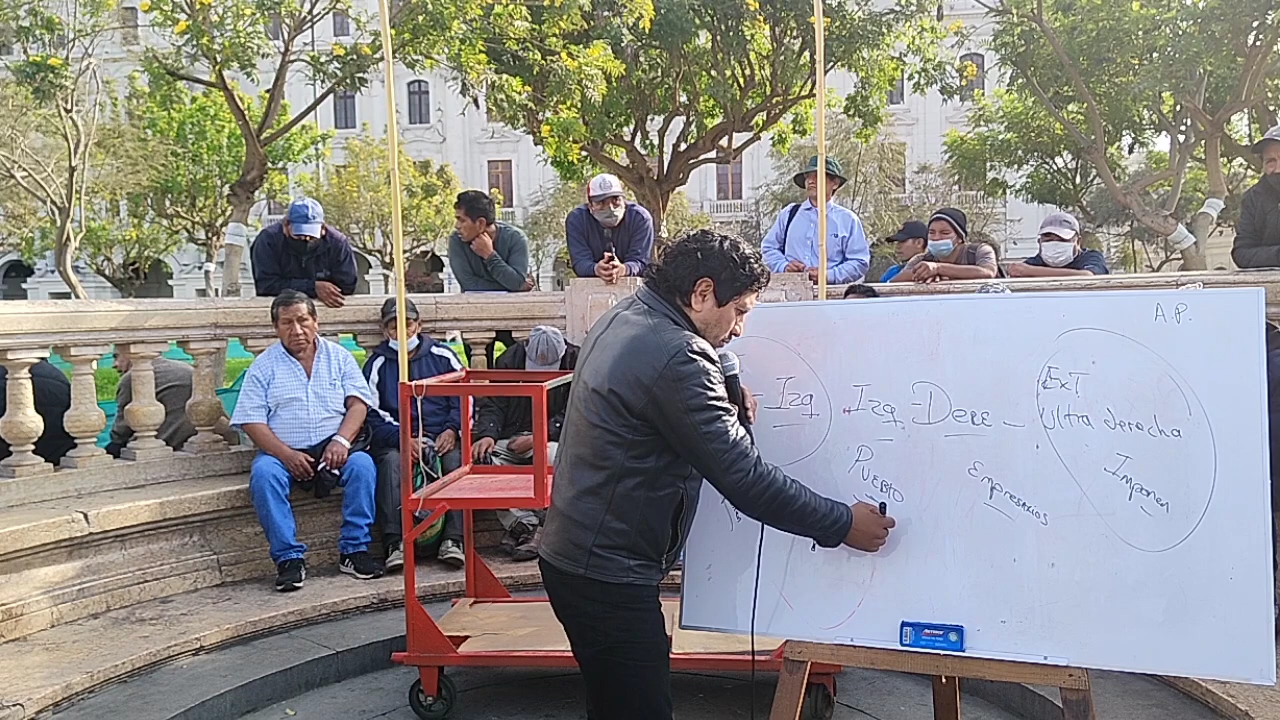 A.P.
- Izq Izq - Dere - Ext
Ultra derecha
Pueblo Empresarios Imponen